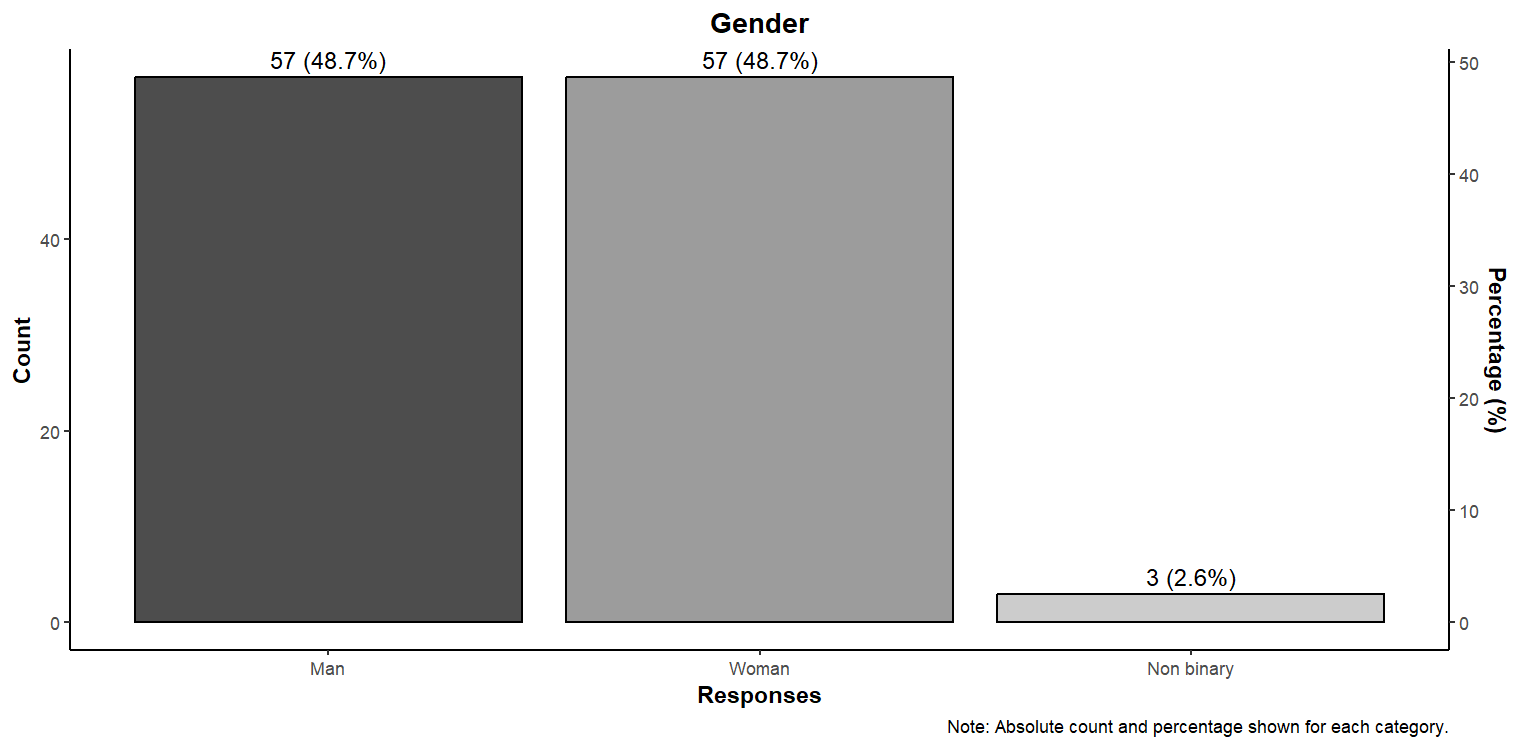 Gender
57 (48.7%)
57 (48.7%)
3 (2.6%)
Count
40
20
0
50
40
30
20
10
0
Percentage (%)
Man
Woman
Non binary
Responses
Note: Absolute count and percentage shown for each category.